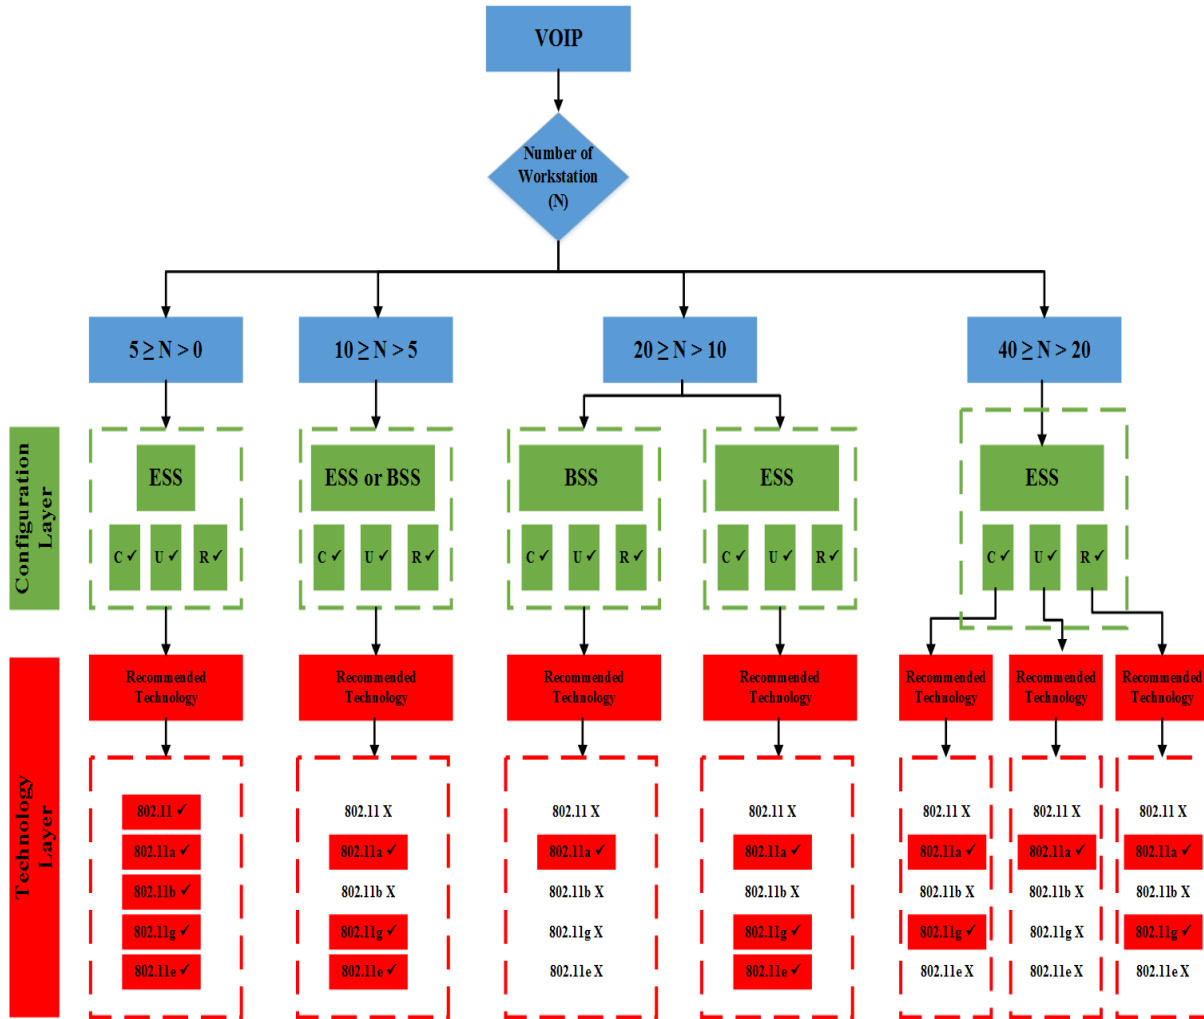 VOIP
Number of
Workstation
(N)
5 ≥ N > 0
10 ≥ N > 5
20 ≥ N > 10
40 ≥ N > 20
Configuration
Layer
ESS
C ✓ U ✓ R ✓
ESS or BSS
C ✓ U ✓ R ✓
BSS
C ✓ U ✓ R ✓
ESS
C ✓ U ✓ R ✓
ESS
C ✓ U ✓ R ✓
Technology
Layer
Recommended
Technology
802.11 ✓
802.11a ✓
802.11b ✓
802.11g ✓
802.11e ✓
Recommended
Technology
802.11 X
802.11a ✓
802.11b X
802.11g ✓
802.11e ✓
Recommended
Technology
802.11 X
802.11a ✓
802.11b X
802.11g X
802.11e X
Recommended
Technology
802.11 X
802.11a ✓
802.11b X
802.11g ✓
802.11e ✓
Recommended
Technology
802.11 X
802.11a ✓
802.11b X
802.11g ✓
802.11e X
Recommended
Technology
802.11 X
802.11a ✓
802.11b X
802.11g X
802.11e X
Recommended
Technology
802.11 X
802.11a ✓
802.11b X
802.11g ✓
802.11e X